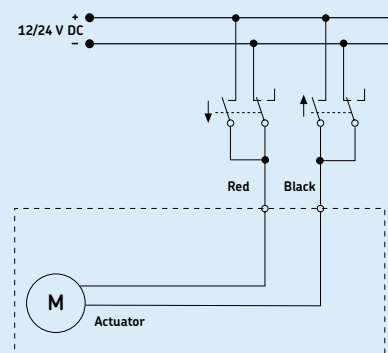 +
12/24 V DC
–
Red Black
M
Actuator